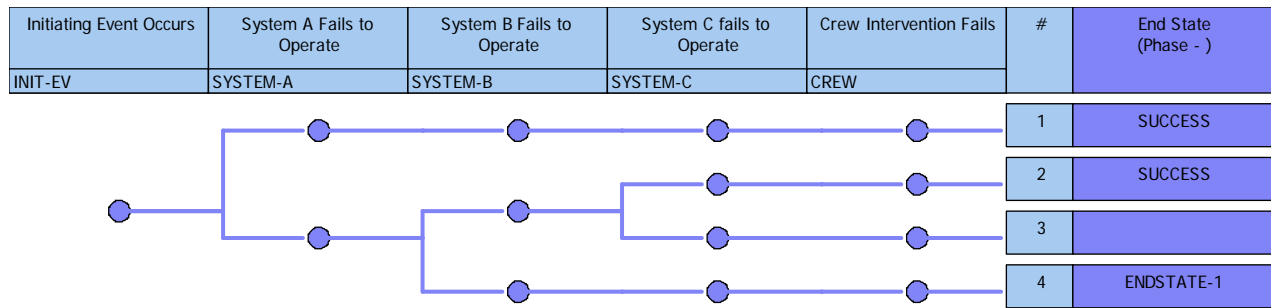 Initiating Event Occurs
System A Fails to
Operate
System B Fails to
Operate
System C fails to
Operate
Crew Intervention Fails
#
End State
(Phase - )
INIT-EV
SYSTEM-A
SYSTEM-B
SYSTEM-C
CREW
1
SUCCESS
2
SUCCESS
3
4
ENDSTATE-1